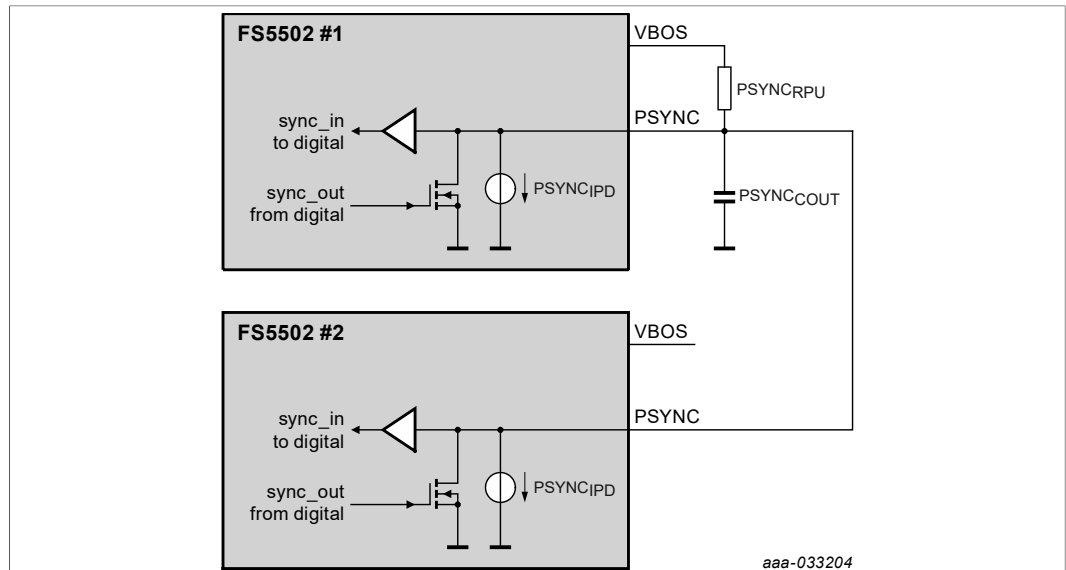 FS5502 #1
VBOS
PSYNCRPU
PSYNC
sync_in
to digital
PSYNCIPD
PSYNCCOUT
sync_out
from digital
FS5502 #2
VBOS
PSYNC
sync_in
to digital
PSYNCIPD
sync_out
from digital
aaa-033204